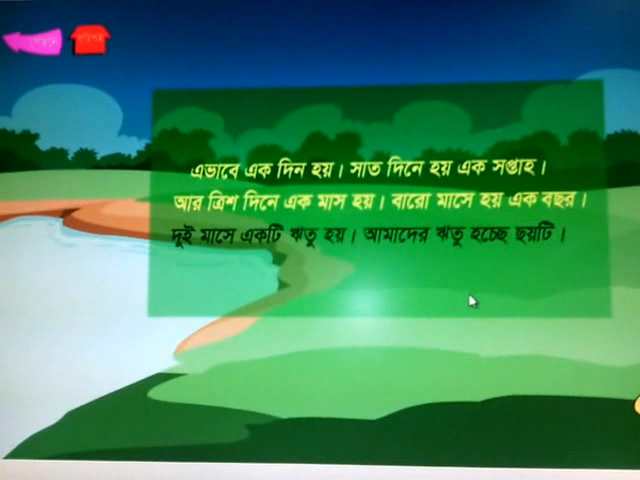 এভাবে এক দিন হয়। সাত দিনে হয় এক সপ্তাহ।
আর ত্রিশ দিনে এক মাস হয়। বারো মাসে হয় এক বছর।
দুই মাসে একটি ঋতু হয়। আমাদের ঋতু হচ্ছে ছয়টি।